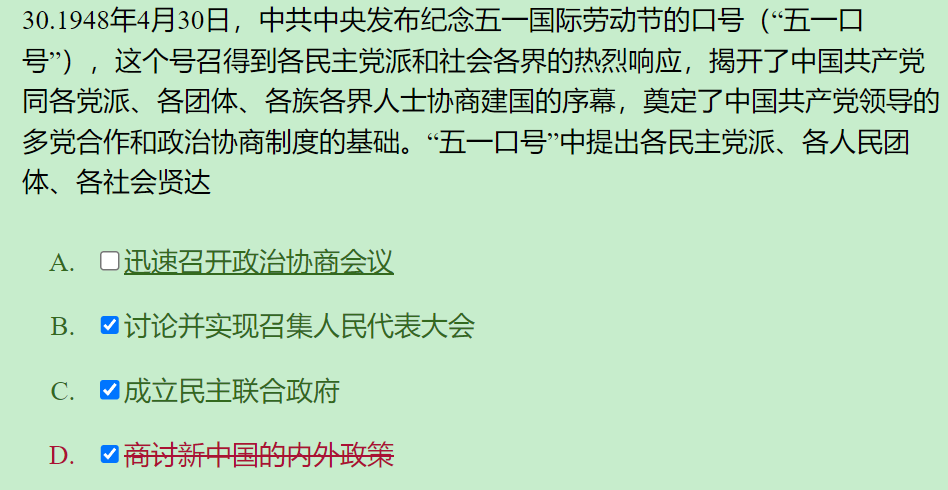 30.1948年4月30日，中共中央发布纪念五一国际劳动节的口号（“五一口
号”），这个号召得到各民主党派和社会各界的热烈响应，揭开了中国共产党
同各党派、各团体、各族各界人士协商建国的序幕，奠定了中国共产党领导的
多党合作和政治协商制度的基础。“五一口号”中提出各民主党派、各人民团
体、各社会贤达
A. 迅速召开政治协商会议
B. 讨论并实现召集人民代表大会
C. 成立民主联合政府
D. 商讨新中国的内外政策